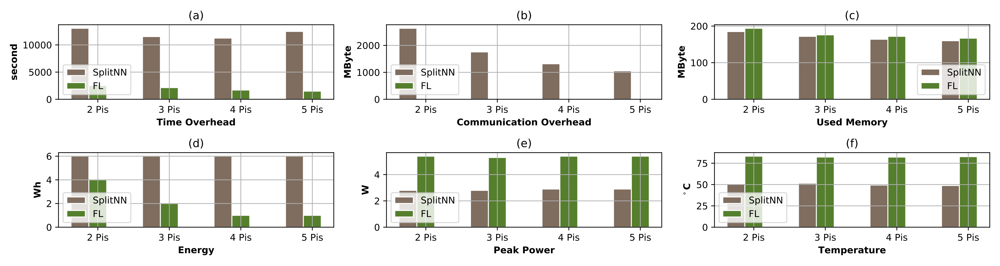 (a)
second
10000
5000
0
SplitNN
FL
2 Pis 3 Pis 4 Pis 5 Pis
Time Overhead
(b)
MByte
2000
1000
0
SplitNN
FL
2 Pis 3 Pis 4 Pis 5 Pis
Communication Overhead
(c)
MByte
200
100
0
SplitNN
FL
2 Pis 3 Pis 4 Pis 5 Pis
Used Memory
(d)
Wh
6
4
2
0
SplitNN
FL
2 Pis 3 Pis 4 Pis 5 Pis
Energy
(e)
W
4
2
0
SplitNN
FL
2 Pis 3 Pis 4 Pis 5 Pis
Peak Power
(f)
°C
75
50
25
0
SplitNN
FL
2 Pis 3 Pis 4 Pis 5 Pis
Temperature